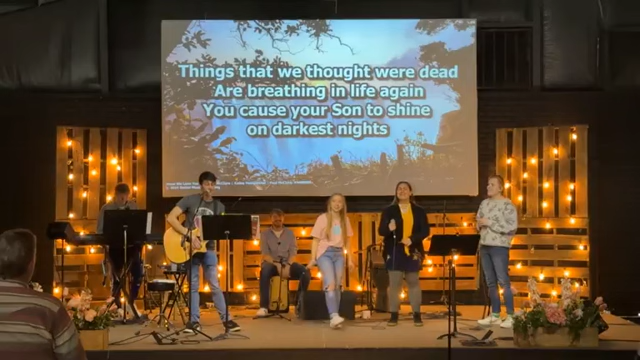 Things that we thought were dead
Are breathing in life again
You cause your Son to shine
on darkest nights